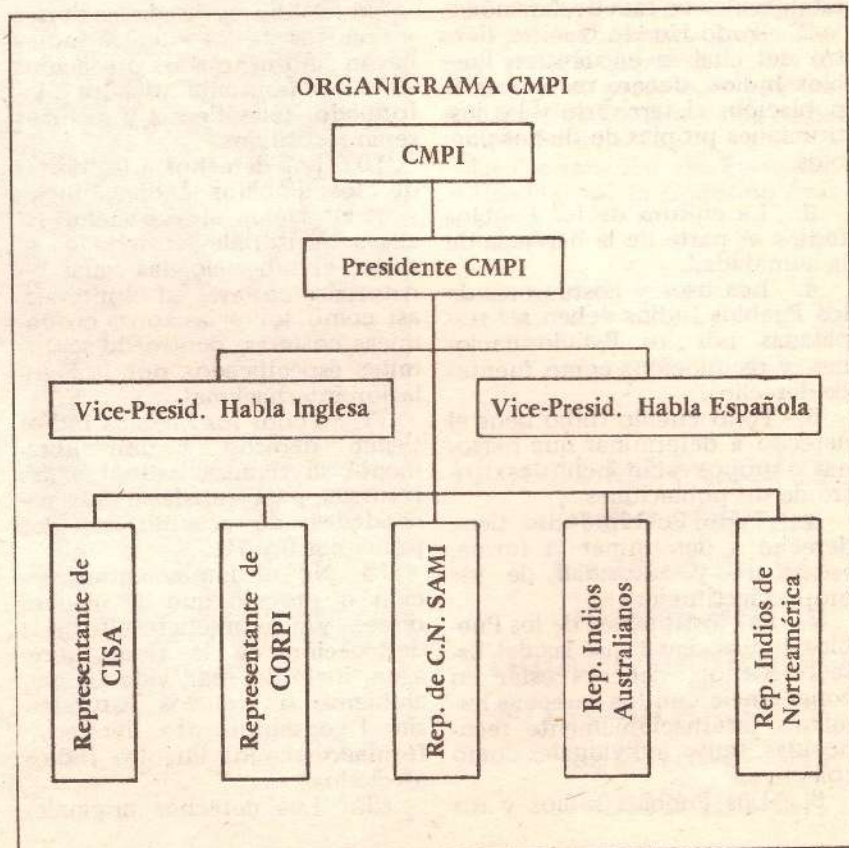 ORGANIGRAMA CMPI
CMPI
Presidente CMPI
Vice-Presid. Habla Inglesa
Vice-Presid. Habla Española
Representante de
CISA
Representante de
CORPI
Rep. de C.N. SAMI
Rep. Indios
Australianos
Rep. Indios de
Norteamérica